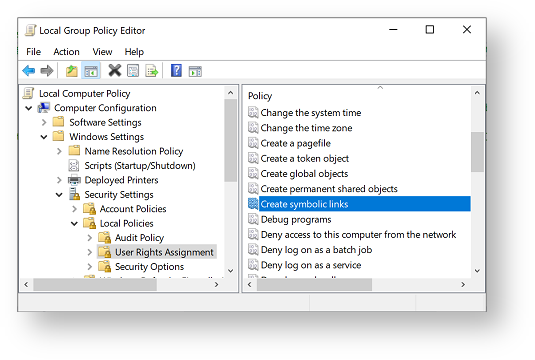 Local Group Policy Editor
File Action View Help
Local Computer Policy
Computer Configuration
Software Settings
Windows Settings
Name Resolution Policy
Scripts (Startup/Shutdown)
Deployed Printers
Security Settings
Account Policies
Local Policies
Audit Policy
User Rights Assignment
Security Options
Policy
Change the system time
Change the time zone
Create a pagefile
Create a token object
Create global objects
Create permanent shared objects
Create symbolic links
Debug programs
Deny access to this computer from the network
Deny log on as a batch job
Deny log on as a service